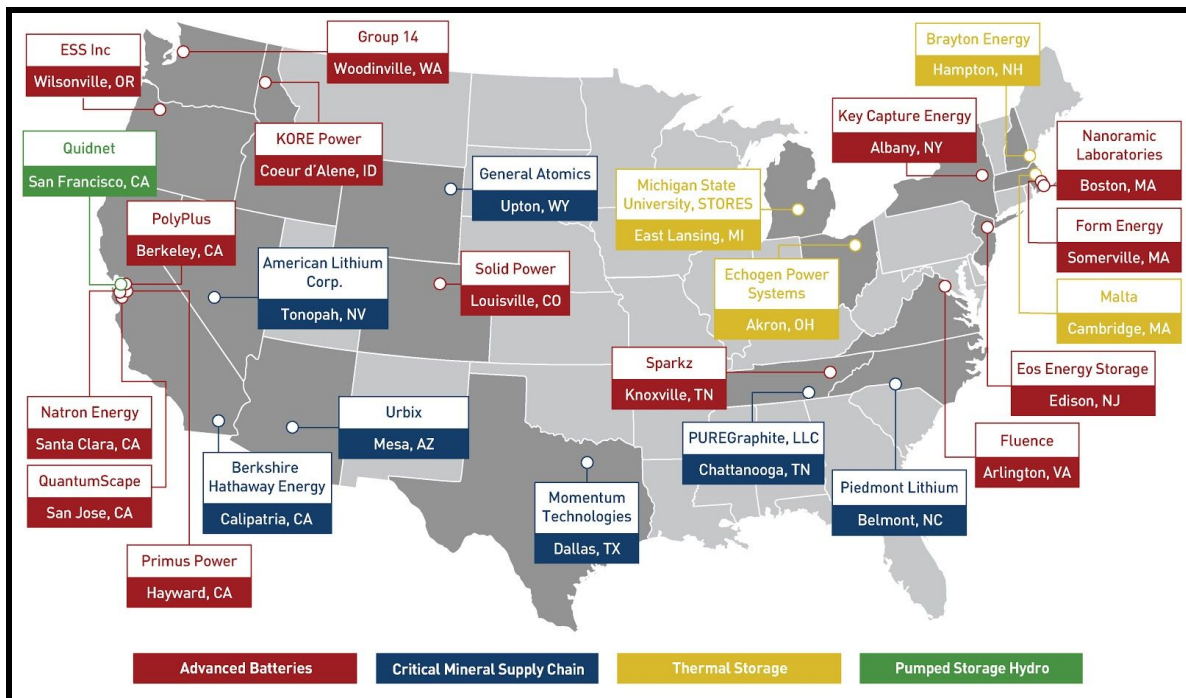 ESS Inc
Wilsonville, OR
Group 14
Woodinville, WA
Brayton Energy
Hampton, NH
Quidnet
San Francisco, CA
KORE Power
Coeur d'Alene, ID
Key Capture Energy
Albany, NY
Nanoramic
Laboratories
Boston, MA
General Atomics
Upton, WY
Michigan State
University, STORES
East Lansing, MI
PolyPlus
Berkeley, CA
Form Energy
Somerville, MA
American Lithium
Corp.
Tonopah, NV
Solid Power
Louisville, CO
Echogen Power
Systems
Akron, OH
Malta
Cambridge, MA
Sparkz
Knoxville, TN
Eos Energy Storage
Edison, NJ
Natron Energy
Santa Clara, CA
Urbix
Mesa, AZ
PUREGraphite, LLC
Chattanooga, TN
Fluence
Arlington, VA
QuantumScape
San Jose, CA
Berkshire
Hathaway Energy
Calipatria, CA
Momentum
Technologies
Dallas, TX
Piedmont Lithium
Belmont, NC
Primus Power
Hayward, CA
Advanced Batteries
Critical Mineral Supply Chain
Thermal Storage
Pumped Storage Hydro